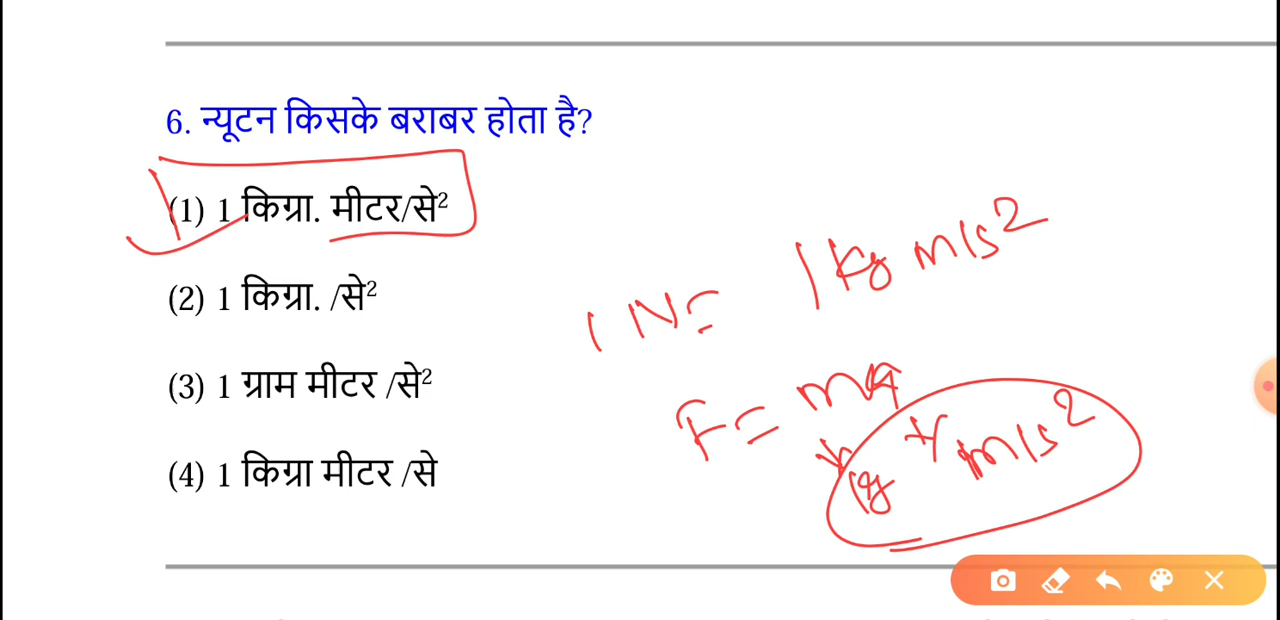 6. न्यूटन किसके बराबर होता है?
(1) 1 किग्रा. मीटर/से²
(2) 1 किग्रा. /से²
(3) 1 ग्राम मीटर /से²
(4) 1 किग्रा मीटर /से
1 N = 1 kg m/s²
F = ma
kg m/s²